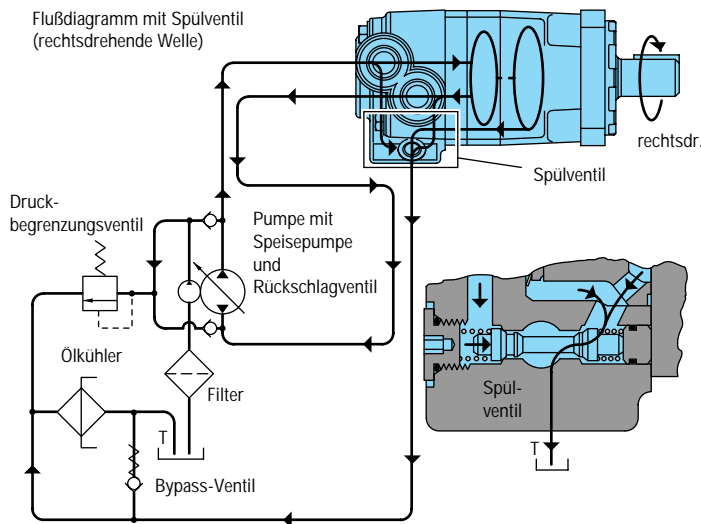 Flußdiagramm mit Spülventil
(rechtsdrehende Welle)
rechtsdr.
Spülventil
Druck-
begrenzungsventil
Pumpe mit
Speisepumpe
und
Rückschlagventil
Ölkühler
Filter
T
Bypass-Ventil
Spül-
ventil
T